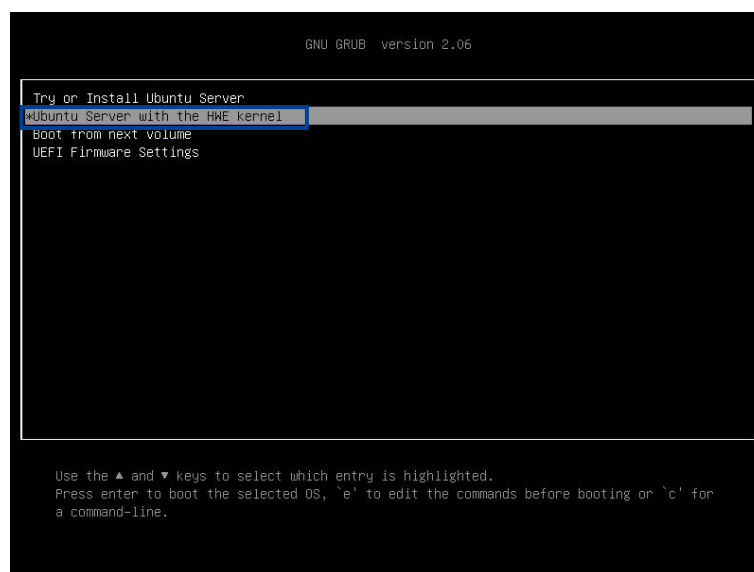 GNU GRUB  version 2.06
Try or Install Ubuntu Server
*Ubuntu Server with the HWE kernel
Boot from next volume
UEFI Firmware Settings
Use the ▲ and ▼ keys to select which entry is highlighted.
Press enter to boot the selected OS, `e' to edit the commands before booting or `c' for
a command-line.